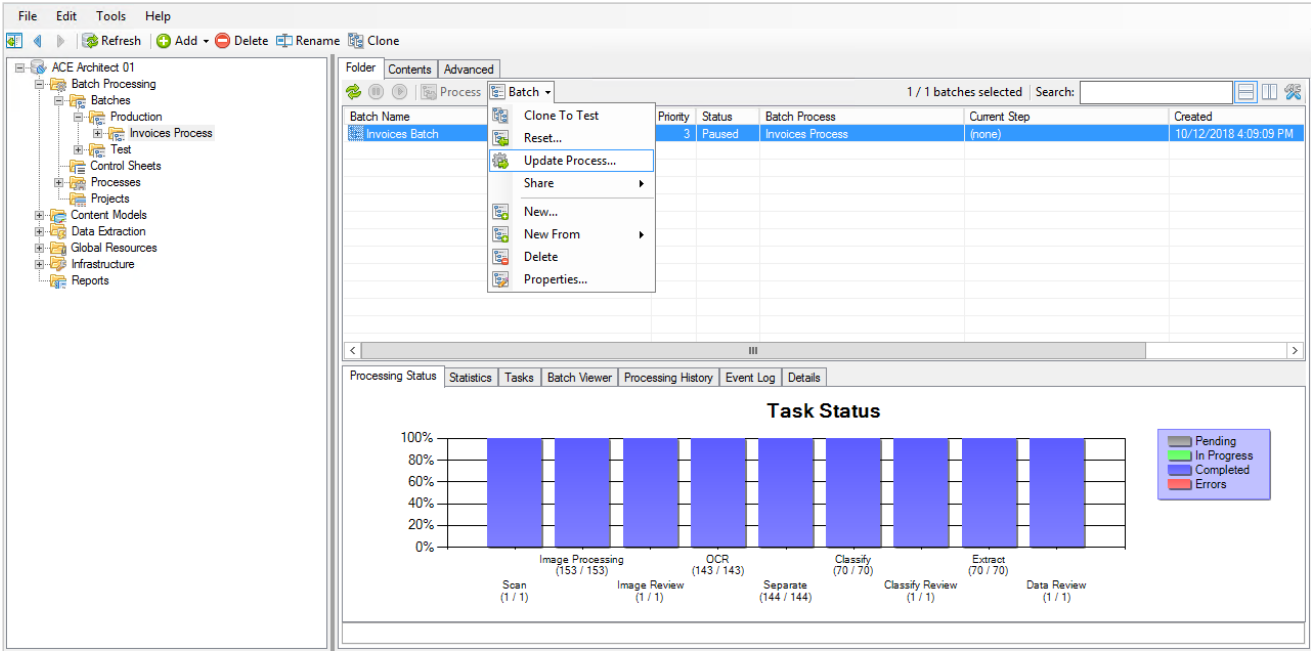 File Edit Tools Help
Refresh Add Delete Rename Clone
ACE Architect 01
Batch Processing
Batches
Production
Invoices Process
Test
Control Sheets
Processes
Projects
Content Models
Data Extraction
Global Resources
Infrastructure
Reports
Folder Contents Advanced
Process Batch 1 / 1 batches selected Search:
Batch Name Priority Status Batch Process Current Step Created
Invoices Batch 3 Paused Invoices Process (none) 10/12/2018 4:09:09 PM
Clone To Test
Reset...
Update Process...
Share
New...
New From
Delete
Properties...
Processing Status Statistics Tasks Batch Viewer Processing History Event Log Details
Task Status
100%
80%
60%
40%
20%
0%
Pending
In Progress
Completed
Errors
Image Processing OCR Classify Extract
(153 / 153) (143 / 143) (70 / 70) (70 / 70)
Scan Image Review Separate Classify Review Data Review
(1 / 1) (1 / 1) (144 / 144) (1 / 1) (1 / 1)